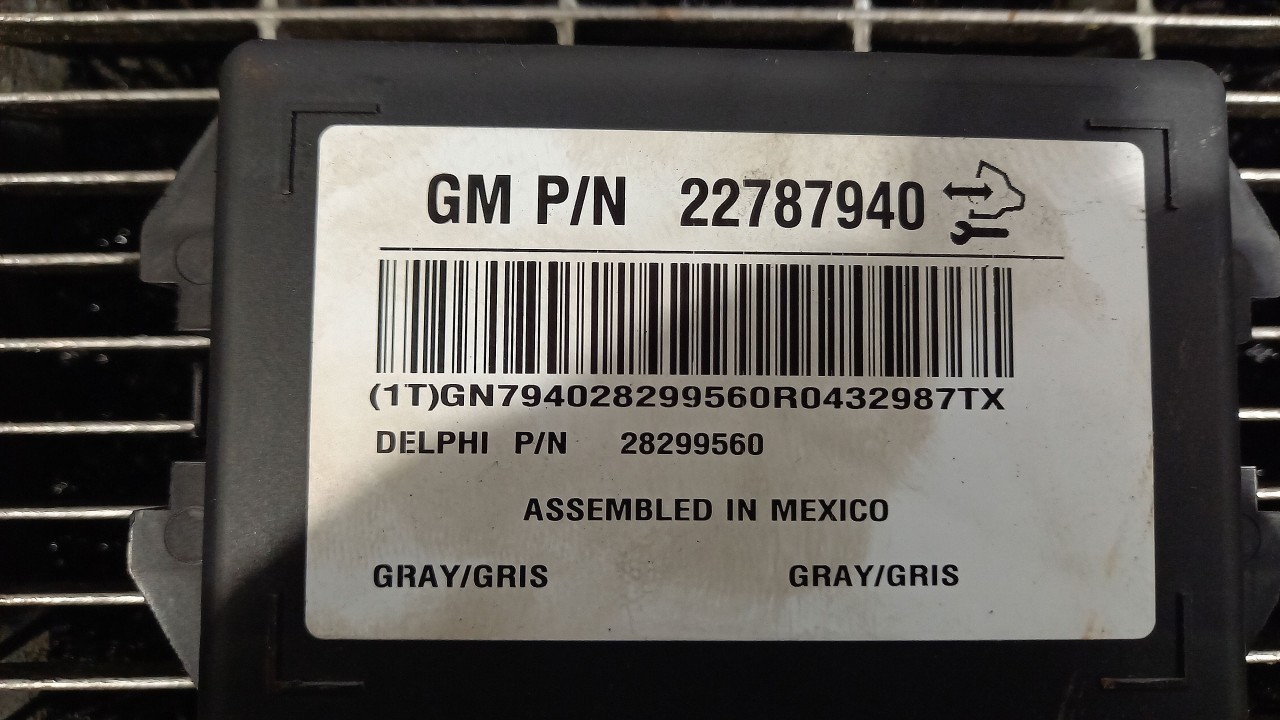 GM P/N 22787940
(1T)GN794028299560R0432987TX
DELPHI P/N 28299560
ASSEMBLED IN MEXICO
GRAY/GRIS GRAY/GRIS